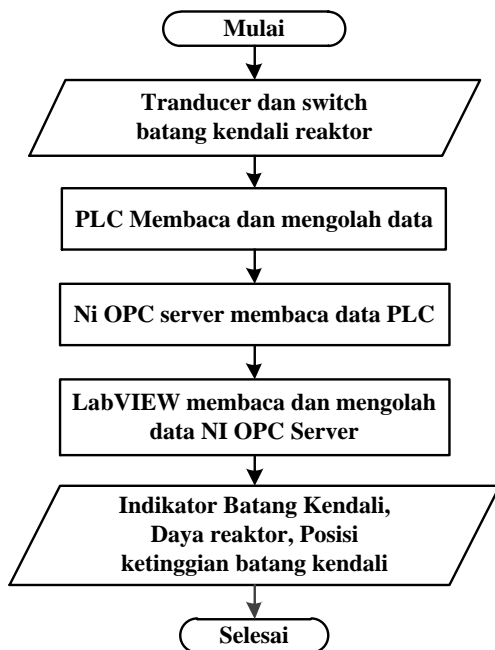 Mulai
Tranducer dan switch
batang kendali reaktor
PLC Membaca dan mengolah data
Ni OPC server membaca data PLC
LabVIEW membaca dan mengolah
data NI OPC Server
Indikator Batang Kendali,
Daya reaktor, Posisi
ketinggian batang kendali
Selesai